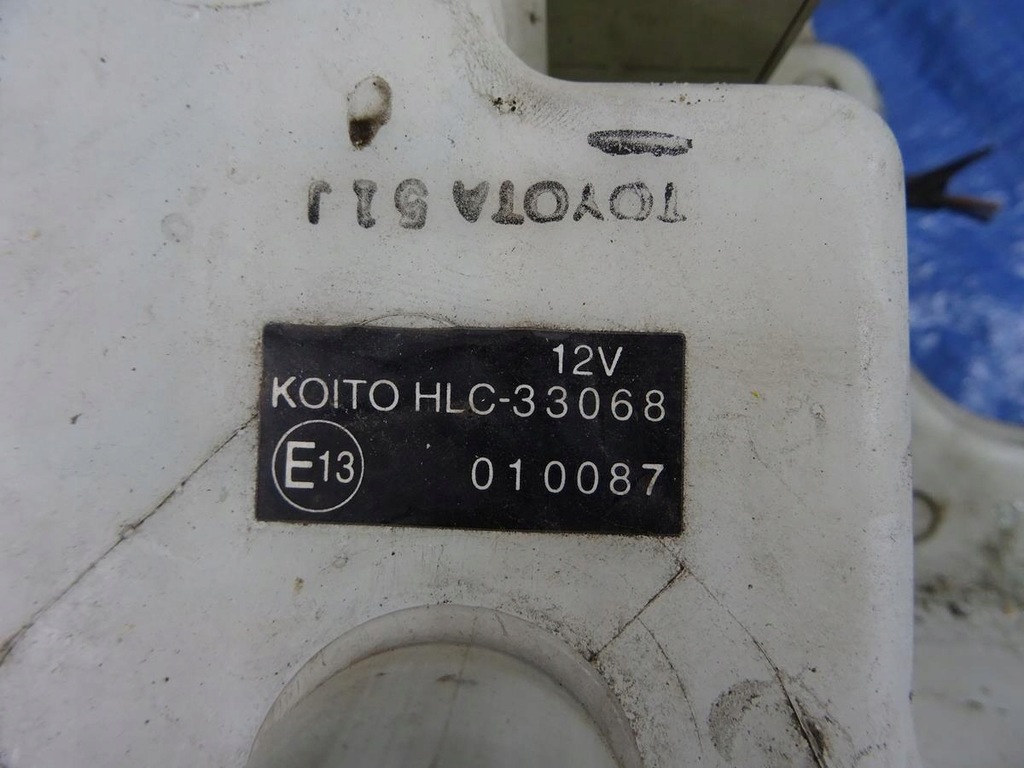 TOYOTA 51J
12V
KOITO HLC-33068
E13 010087